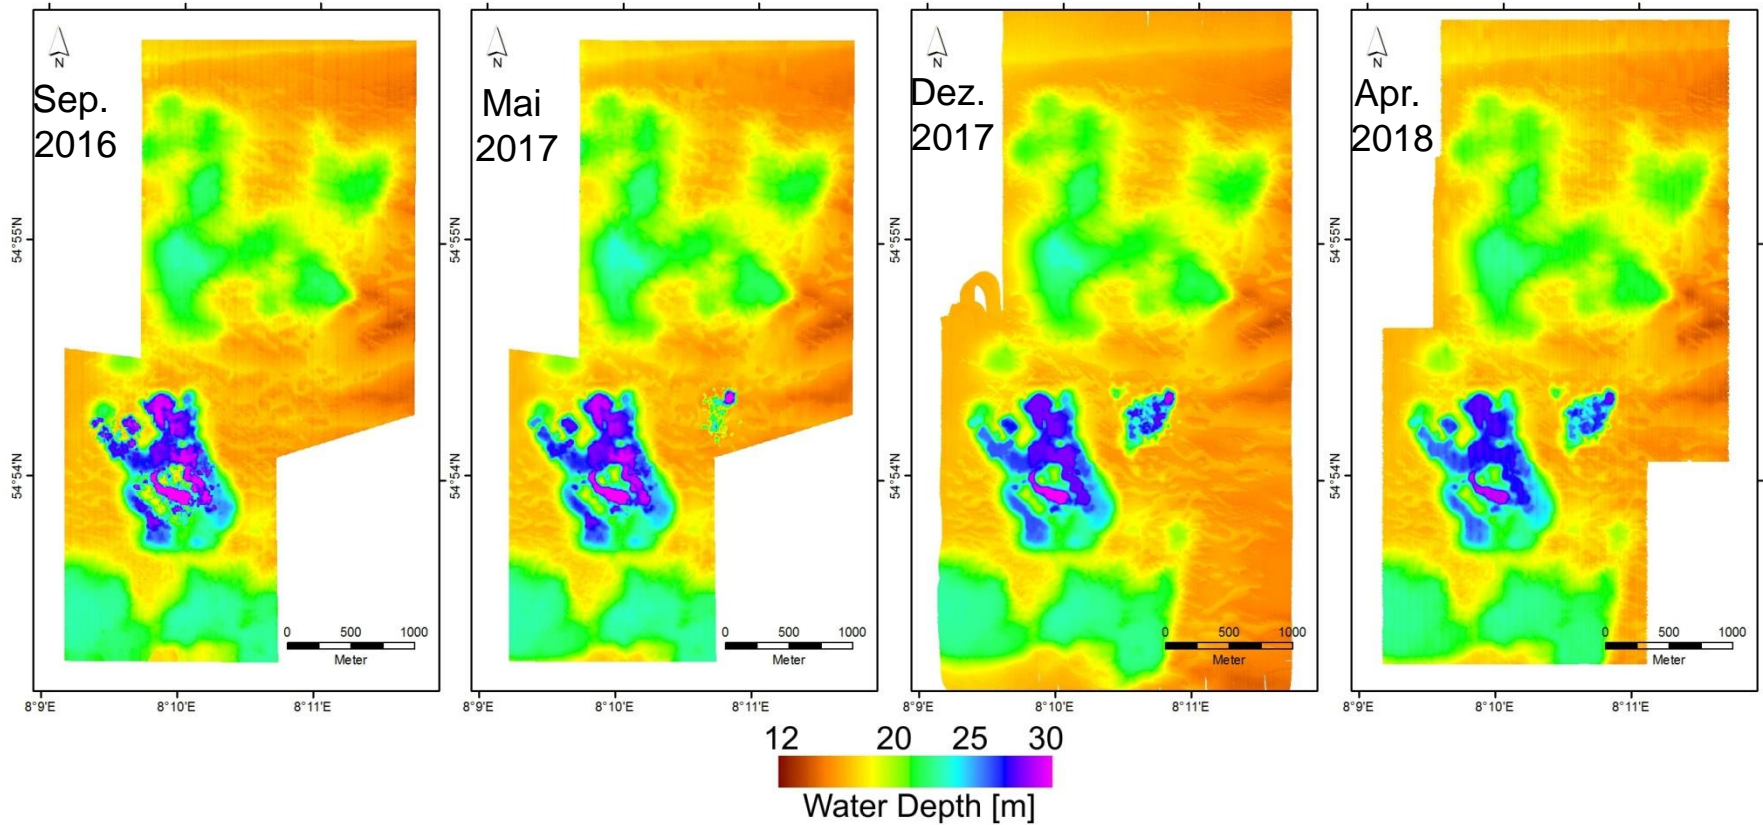 N
Sep.
2016
54°55'N
54°54'N
0 500 1000
Meter
8°9'E 8°10'E 8°11'E
N
Mai
2017
54°55'N
54°54'N
0 500 1000
Meter
8°9'E 8°10'E 8°11'E
N
Dez.
2017
54°55'N
54°54'N
0 500 1000
Meter
8°9'E 8°10'E 8°11'E
N
Apr.
2018
54°55'N
54°54'N
0 500 1000
Meter
8°9'E 8°10'E 8°11'E
12 20 25 30
Water Depth [m]